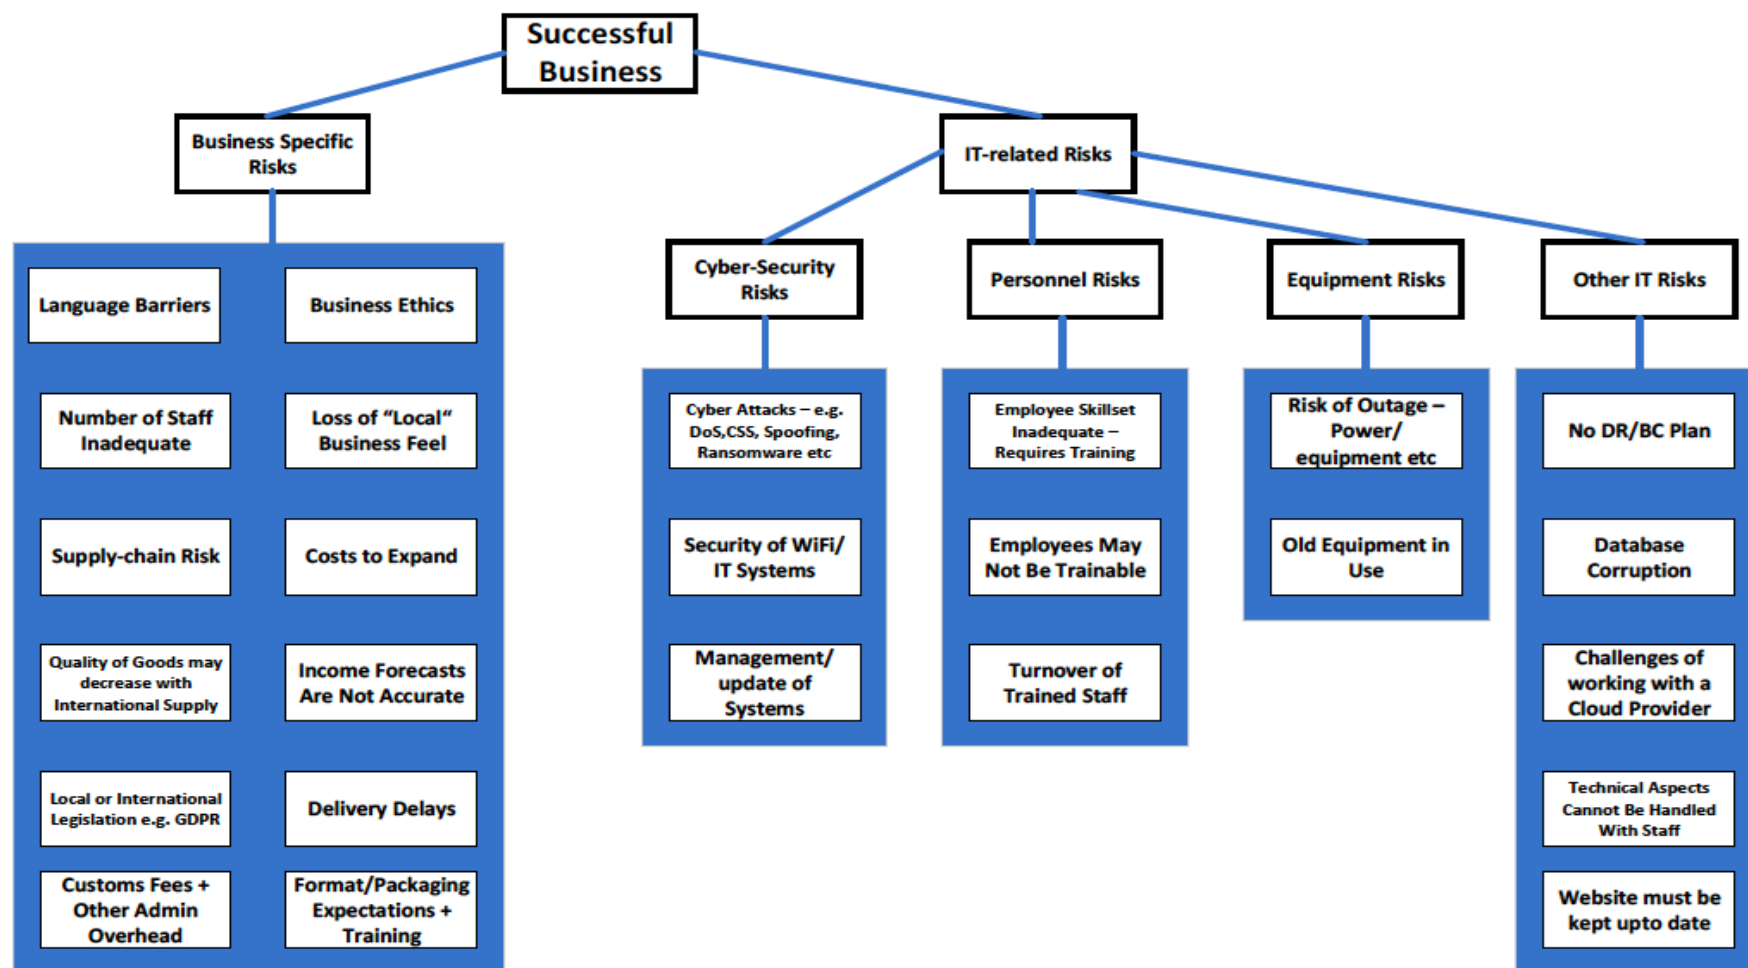 Successful
Business
Business Specific
Risks
IT-related Risks
Cyber-Security
Risks
Personnel Risks
Equipment Risks
Other IT Risks
Language Barriers
Business Ethics
Number of Staff
Inadequate
Loss of “Local“
Business Feel
Supply-chain Risk
Costs to Expand
Quality of Goods may
decrease with
International Supply
Income Forecasts
Are Not Accurate
Local or International
Legislation e.g. GDPR
Delivery Delays
Customs Fees +
Other Admin
Overhead
Format/Packaging
Expectations +
Training
Cyber Attacks – e.g.
DoS,CSS, Spoofing,
Ransomware etc
Security of WiFi/
IT Systems
Management/
update of
Systems
Employee Skillset
Inadequate –
Requires Training
Employees May
Not Be Trainable
Turnover of
Trained Staff
Risk of Outage –
Power/
equipment etc
Old Equipment in
Use
No DR/BC Plan
Database
Corruption
Challenges of
working with a
Cloud Provider
Technical Aspects
Cannot Be Handled
With Staff
Website must be
kept upto date